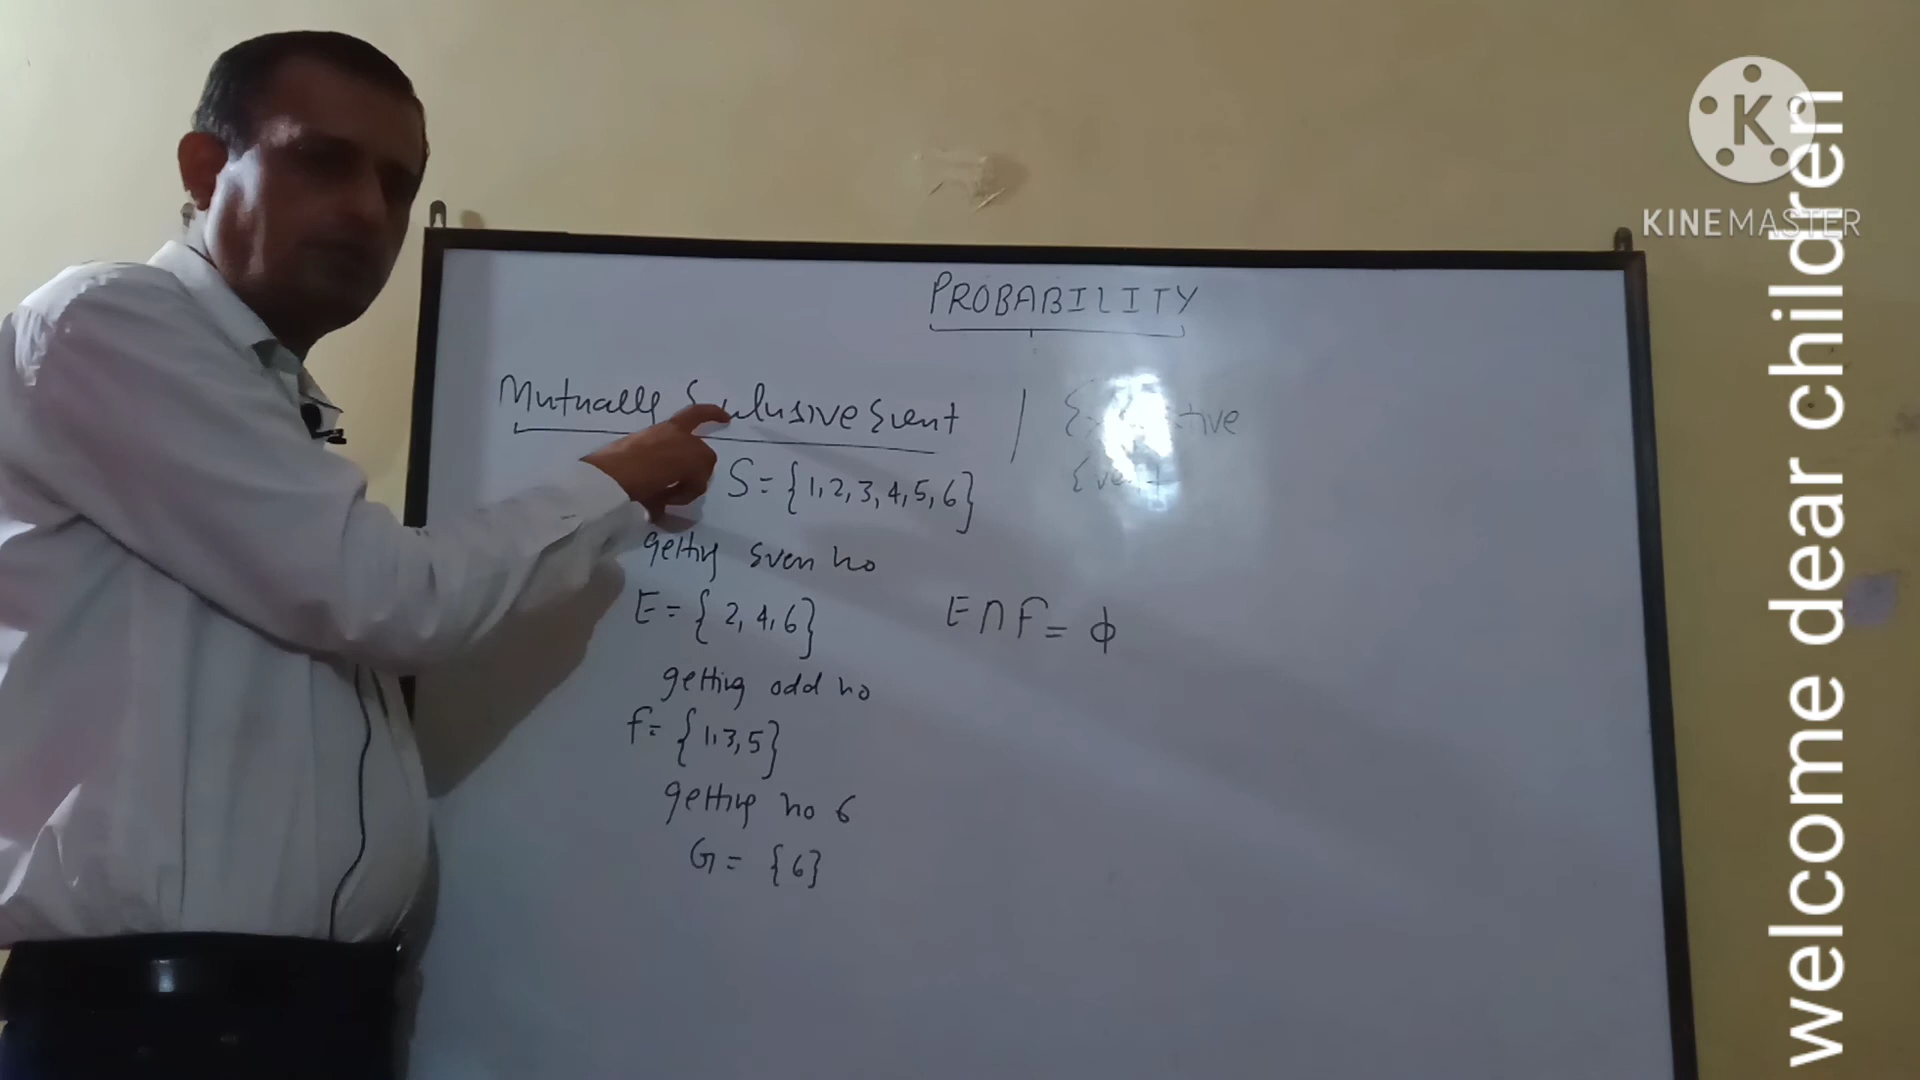 PROBABILITY
Mutually Exclusive Event |
Event
S = {1, 2, 3, 4, 5, 6}
getting even no
E = { 2, 4, 6}
E ∩ F = ϕ
getting odd no
F = {1, 3, 5}
getting no 6
G = {6}
K
KINEMASTER
welcome dear children